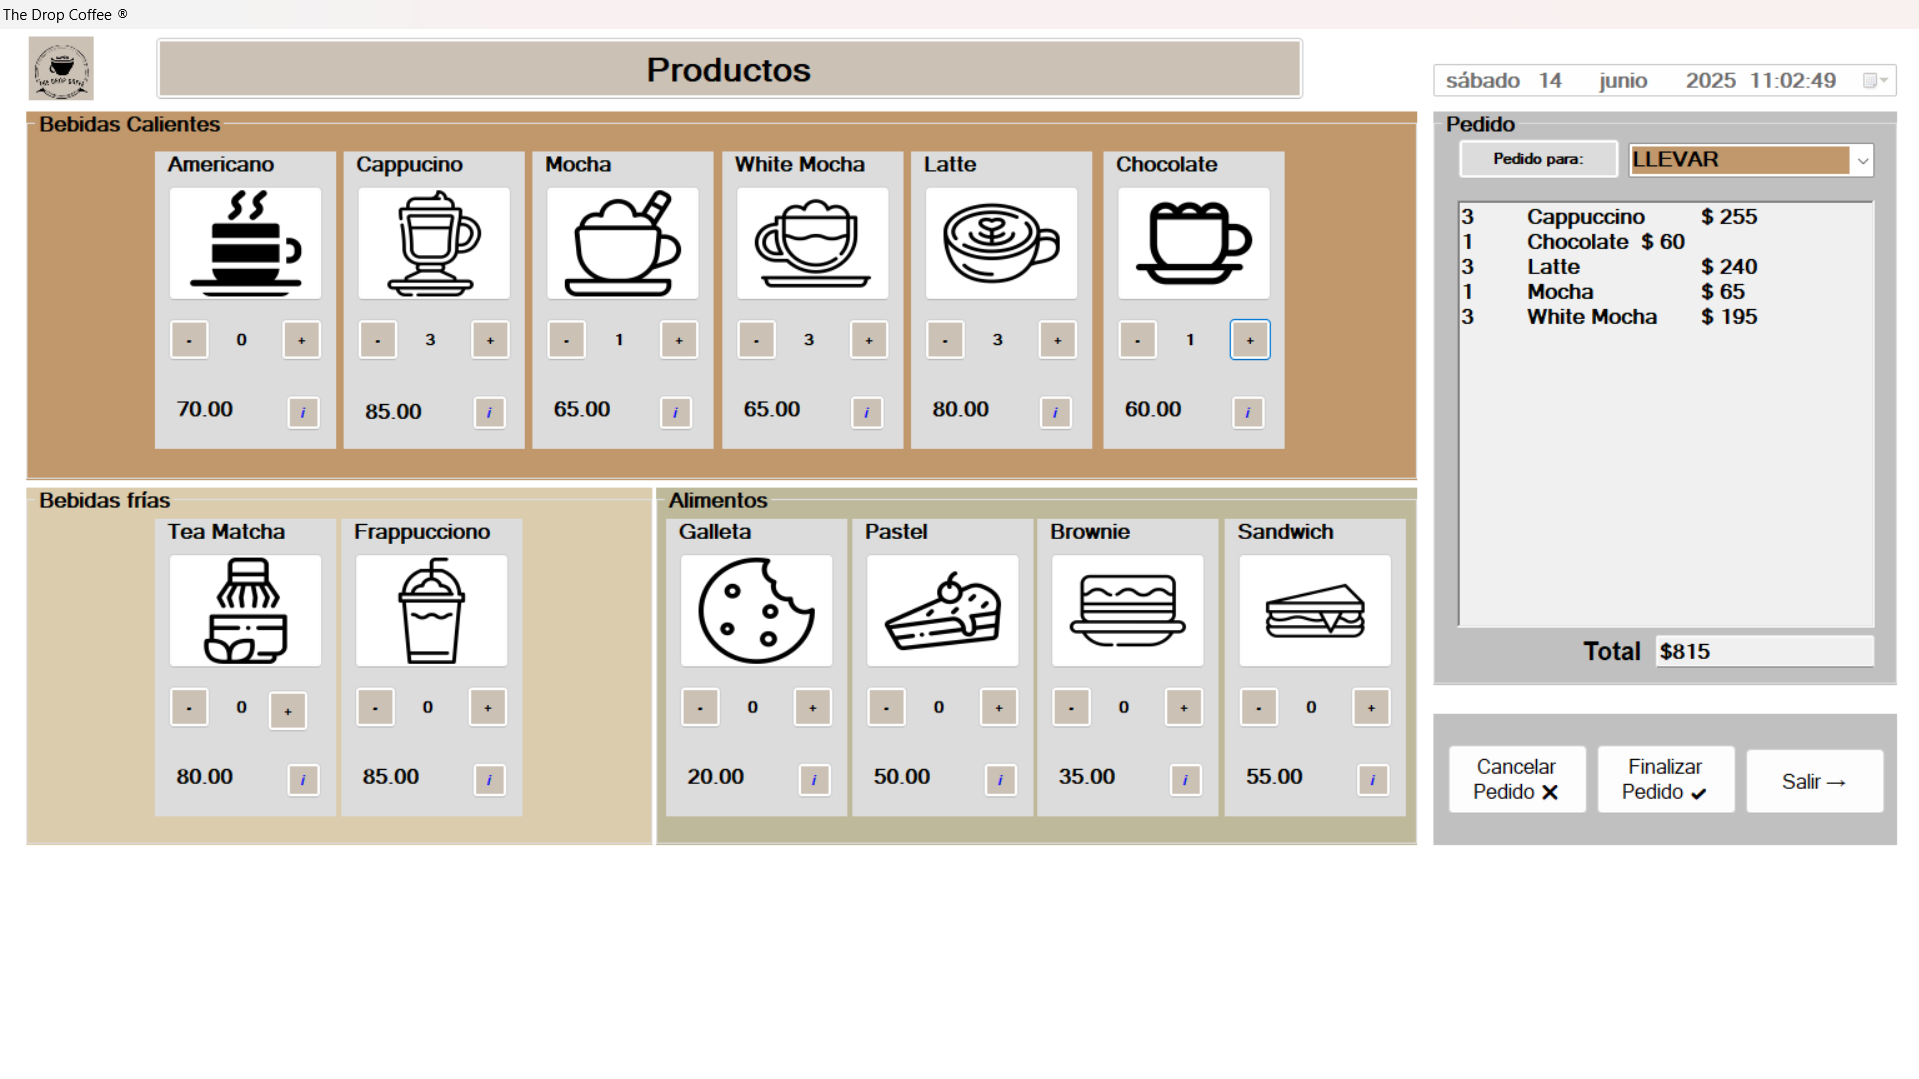 The Drop Coffee ®
Productos
sábado 14 junio 2025 11:02:49
Bebidas Calientes
Americano Cappucino Mocha White Mocha Latte Chocolate
- 0 + - 3 + - 1 + - 3 + - 3 + - 1 +
70.00 i 85.00 i 65.00 i 65.00 i 80.00 i 60.00 i
Bebidas frías
Tea Matcha Frappucciono
- 0 + - 0 +
80.00 i 85.00 i
Alimentos
Galleta Pastel Brownie Sandwich
- 0 + - 0 + - 0 + - 0 +
20.00 i 50.00 i 35.00 i 55.00 i
Pedido
Pedido para: LLEVAR
3 Cappuccino $ 255
1 Chocolate $ 60
3 Latte $ 240
1 Mocha $ 65
3 White Mocha $ 195
Total $815
Cancelar
Pedido ✕
Finalizar
Pedido ✔
Salir →